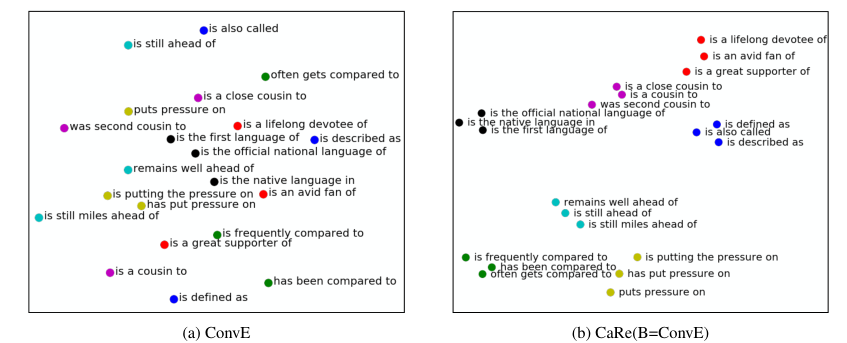 is also called
is still ahead of
often gets compared to
is a close cousin to
puts pressure on
was second cousin to
is a lifelong devotee of
is the first language of
is described as
is the official national language of
remains well ahead of
is the native language in
is putting the pressure on
is an avid fan of
has put pressure on
is still miles ahead of
is frequently compared to
is a great supporter of
is a cousin to
has been compared to
is defined as
(a) ConvE
is a lifelong devotee of
is an avid fan of
is a great supporter of
is a close cousin to
is a cousin to
was second cousin to
is the official national language of
is the native language in
is the first language of
is defined as
is also called
is described as
remains well ahead of
is still ahead of
is still miles ahead of
is frequently compared to
is putting the pressure on
has been compared to
often gets compared to
has put pressure on
puts pressure on
(b) CaRe(B=ConvE)